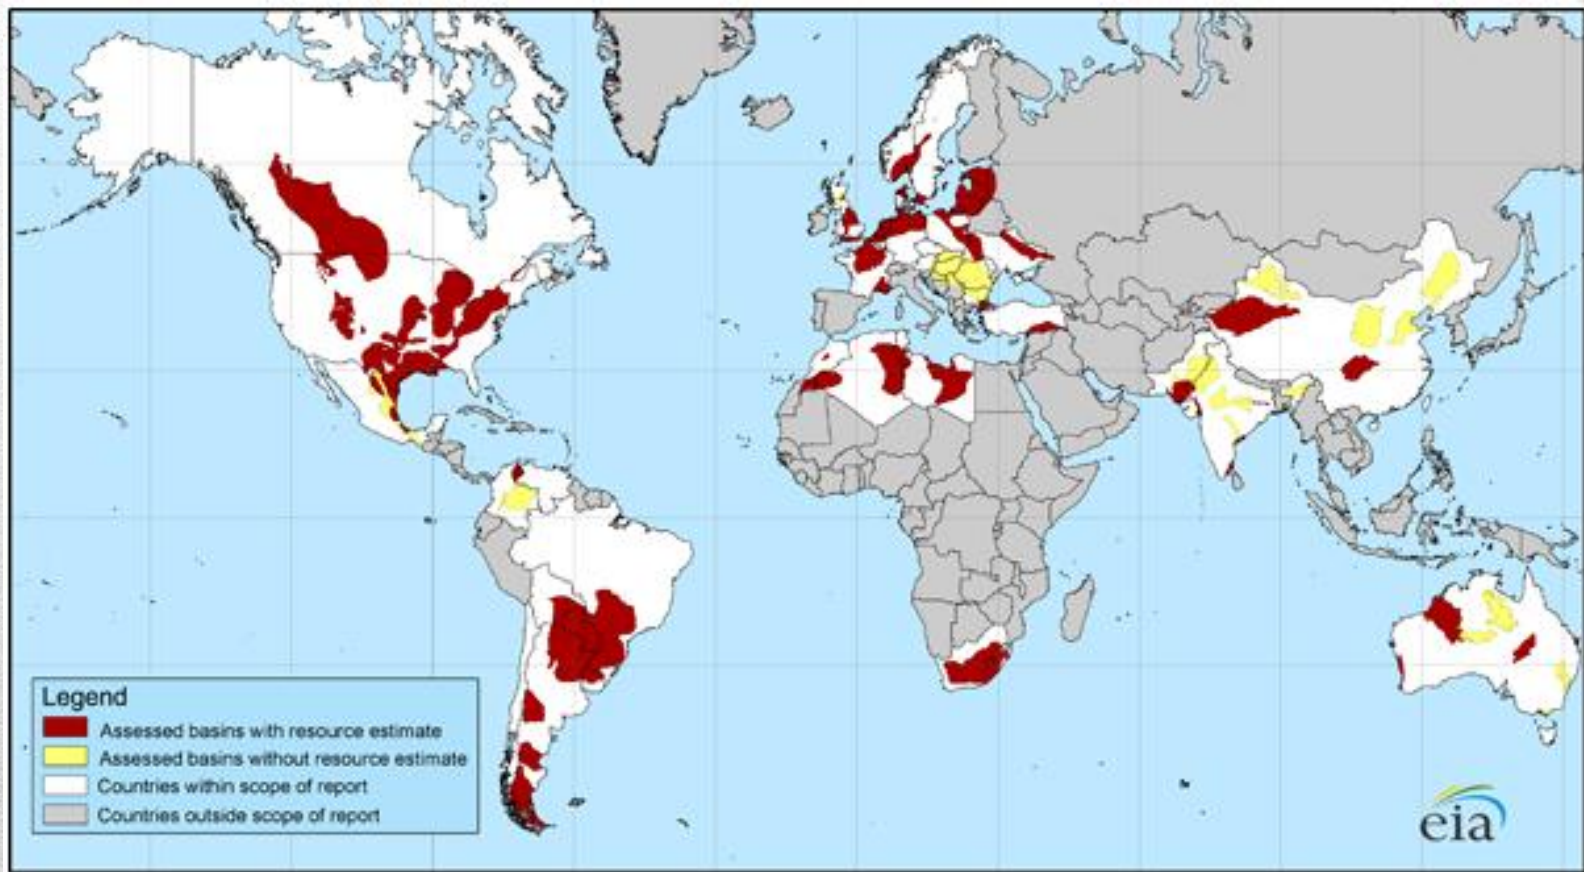 Legend
Assessed basins with resource estimate
Assessed basins without resource estimate
Countries within scope of report
Countries outside scope of report
eia